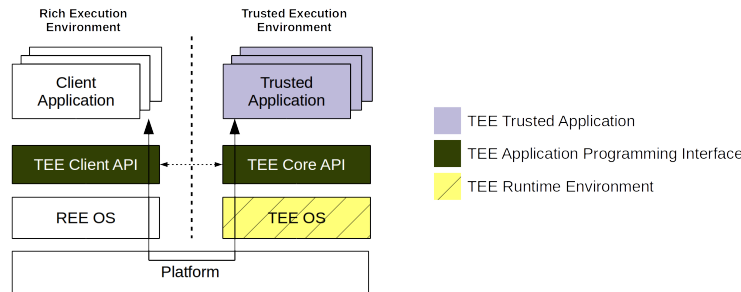 Rich Execution
Environment
Trusted Execution
Environment
Client
Application
Trusted
Application
TEE Client API
TEE Core API
REE OS
TEE OS
Platform
TEE Trusted Application
TEE Application Programming Interface
TEE Runtime Environment